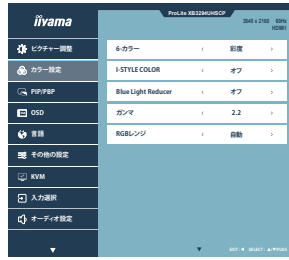 iiyama
ProLite XB3294UHSCP
3840 x 2160 60Hz
HDMI1
ピクチャー調整
カラー設定
PIP/PBP
OSD
言語
その他の設定
KVM
入力選択
オーディオ設定
6-カラー ‹ 彩度 ›
I-STYLE COLOR ‹ オフ ›
Blue Light Reducer ‹ オフ ›
ガンマ ‹ 2.2 ›
RGBレンジ ‹ 自動 ›
EXIT : ◀ SELECT : ▲/▼/PUSH